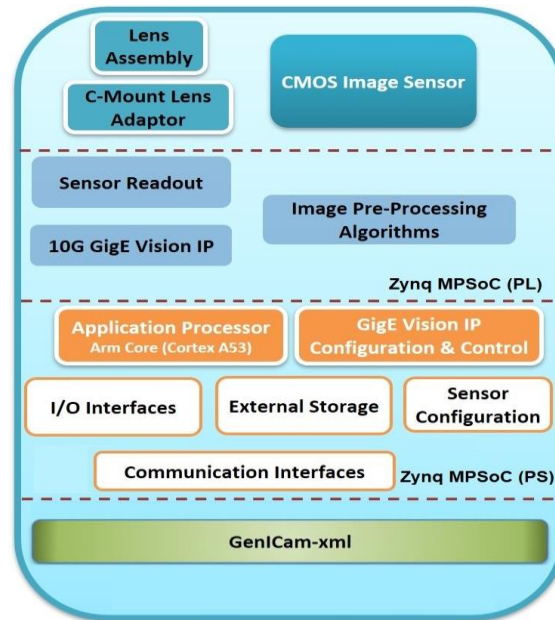 Lens
Assembly
CMOS Image Sensor
C-Mount Lens
Adaptor
Sensor Readout
Image Pre-Processing
Algorithms
10G GigE Vision IP
Zynq MPSoC (PL)
Application Processor
Arm Core (Cortex A53)
GigE Vision IP
Configuration & Control
I/O Interfaces
External Storage
Sensor
Configuration
Communication Interfaces
Zynq MPSoC (PS)
GenICam-xml